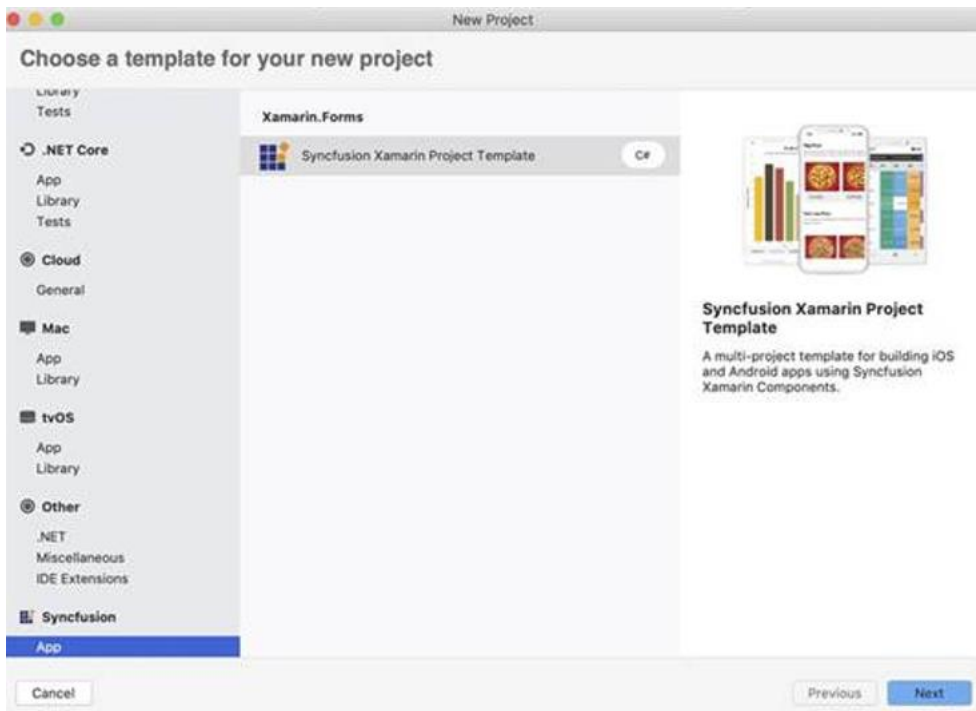 New Project
Choose a template for your new project
Library
Tests
.NET Core
App
Library
Tests
Cloud
General
Mac
App
Library
tvOS
App
Library
Other
.NET
Miscellaneous
IDE Extensions
Syncfusion
App
Xamarin.Forms
Syncfusion Xamarin Project Template
C#
Syncfusion Xamarin Project
Template
A multi-project template for building iOS
and Android apps using Syncfusion
Xamarin Components.
Cancel
Previous
Next